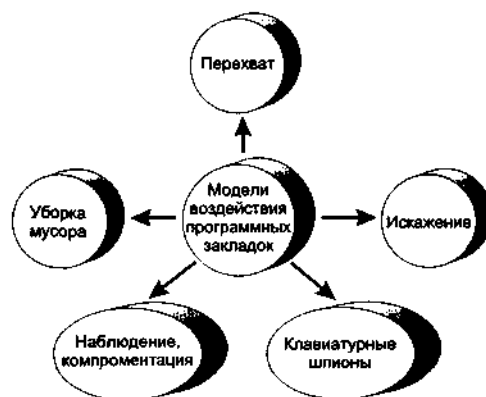 Перехват
Модели
воздействия
программных
закладок
Уборка
мусора
Искажение
Наблюдение,
компроментация
Клавиатурные
шпионы